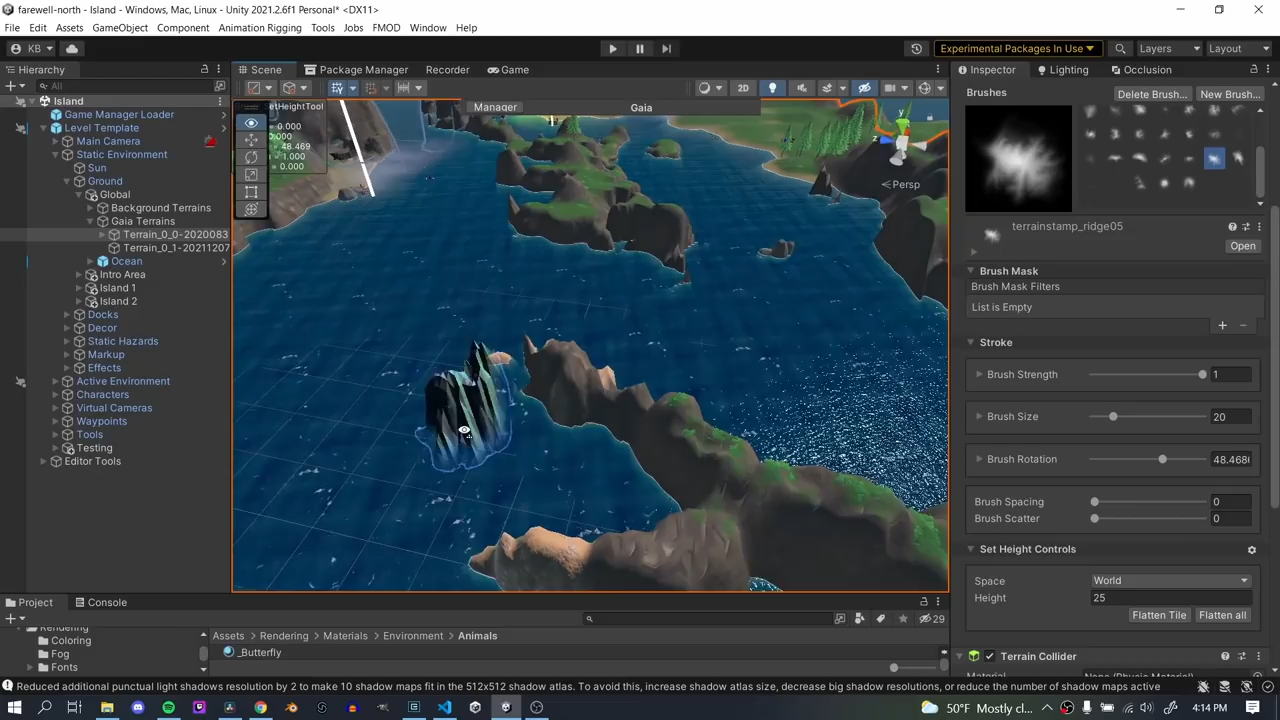 farewell-north - Island - Windows, Mac, Linux - Unity 2021.2.6f1 Personal* <DX11>
File Edit Assets GameObject Component Animation Rigging Tools Jobs FMOD Window Help
KB Experimental Packages In Use Layers Layout
Hierarchy Scene Package Manager Recorder Game Inspector Lighting Occlusion
All 2D
Island
Game Manager Loader
Level Template
Main Camera
Static Environment
Sun
Ground
Global
Background Terrains
Gaia Terrains
Terrain_0_0-2020083
Terrain_0_1-20211207
Ocean
Intro Area
Island 1
Island 2
Docks
Decor
Static Hazards
Markup
Effects
Active Environment
Characters
Virtual Cameras
Waypoints
Tools
Testing
Editor Tools
etHeightTool Manager Gaia
= 0.000
0.000
= 48.469
= 1.000
= 0.000
y
z
Persp
Brushes Delete Brush... New Brush...
terrainstamp_ridge05
Open
Brush Mask
Brush Mask Filters
List is Empty
Stroke
Brush Strength 1
Brush Size 20
Brush Rotation 48.468
Brush Spacing 0
Brush Scatter 0
Set Height Controls
Space World
Height 25
Flatten Tile Flatten all
Terrain Collider
Project Console
29
Rendering
Coloring
Fog
Fonts
Assets > Rendering > Materials > Environment > Animals
_Butterfly
Reduced additional punctual light shadows resolution by 2 to make 10 shadow maps fit in the 512x512 shadow atlas. To avoid this, increase shadow atlas size, decrease big shadow resolutions, or reduce the number of shadow maps active
50°F Mostly cl... 4:14 PM